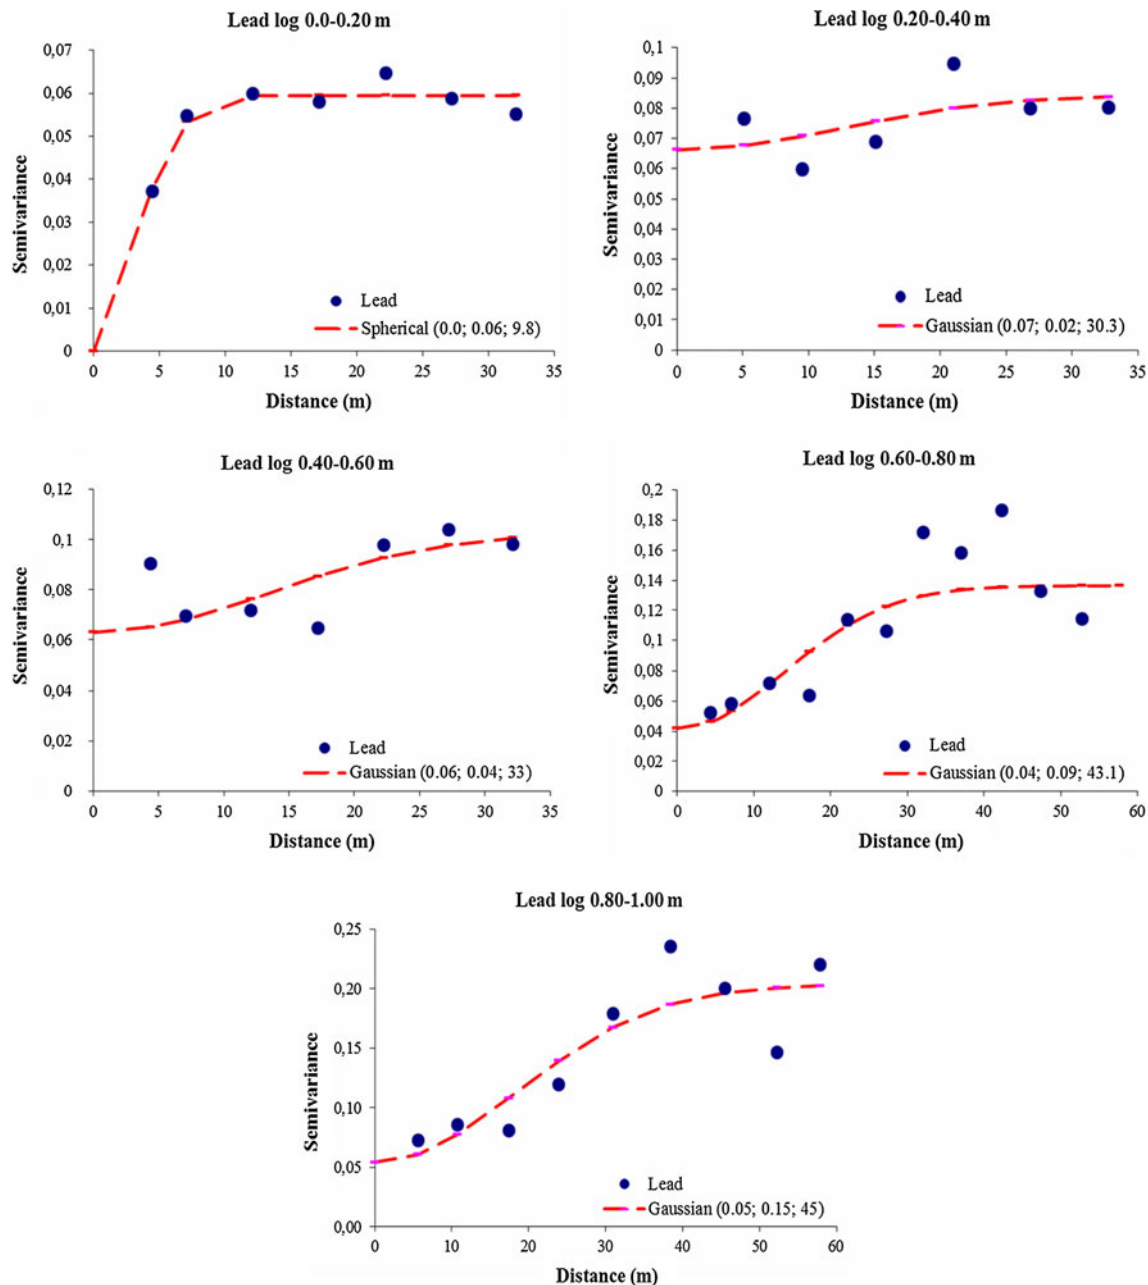 Lead log 0.0-0.20 m
0,07
0,06
0,05
0,04
0,03
0,02
0,01
0
Semivariance
Lead
Spherical (0.0; 0.06; 9.8)
0 5 10 15 20 25 30 35
Distance (m)
Lead log 0.20-0.40 m
0,1
0,09
0,08
0,07
0,06
0,05
0,04
0,03
0,02
0,01
0
Semivariance
Lead
Gaussian (0.07; 0.02; 30.3)
0 5 10 15 20 25 30 35
Distance (m)
Lead log 0.40-0.60 m
0,12
0,1
0,08
0,06
0,04
0,02
0
Semivariance
Lead
Gaussian (0.06; 0.04; 33)
0 5 10 15 20 25 30 35
Distance (m)
Lead log 0.60-0.80 m
0,2
0,18
0,16
0,14
0,12
0,1
0,08
0,06
0,04
0,02
0
Semivariance
Lead
Gaussian (0.04; 0.09; 43.1)
0 10 20 30 40 50 60
Distance (m)
Lead log 0.80-1.00 m
0,25
0,20
0,15
0,10
0,05
0,00
Semivariance
Lead
Gaussian (0.05; 0.15; 45)
0 10 20 30 40 50 60
Distance (m)